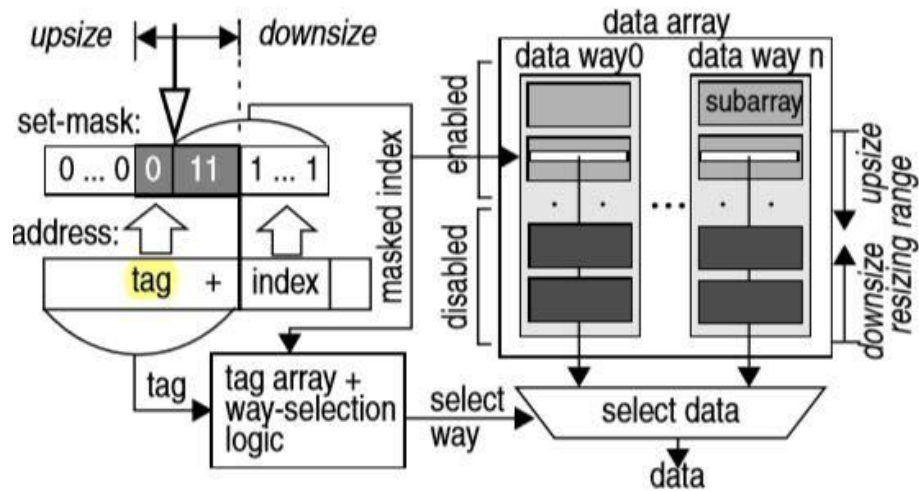 upsize
downsize
set-mask:
0 ... 0 0 11 1 ... 1
address:
tag + index
tag
tag array +
way-selection
logic
masked index
select
way
data array
data way0
data way n
subarray
enabled
disabled
. .
...
. .
upsize
downsize
resizing range
select data
data